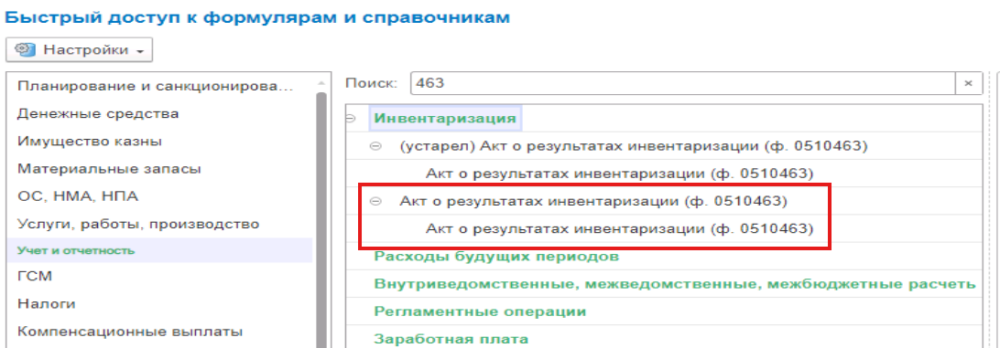 Быстрый доступ к формулярам и справочникам
Настройки
Планирование и санкционирова...
Денежные средства
Имущество казны
Материальные запасы
ОС, НМА, НПА
Услуги, работы, производство
Учет и отчетность
ГСМ
Налоги
Компенсационные выплаты
Поиск: 463
Инвентаризация
(устарел) Акт о результатах инвентаризации (ф. 0510463)
Акт о результатах инвентаризации (ф. 0510463)
Акт о результатах инвентаризации (ф. 0510463)
Акт о результатах инвентаризации (ф. 0510463)
Расходы будущих периодов
Внутриведомственные, межведомственные, межбюджетные расчеть
Регламентные операции
Заработная плата